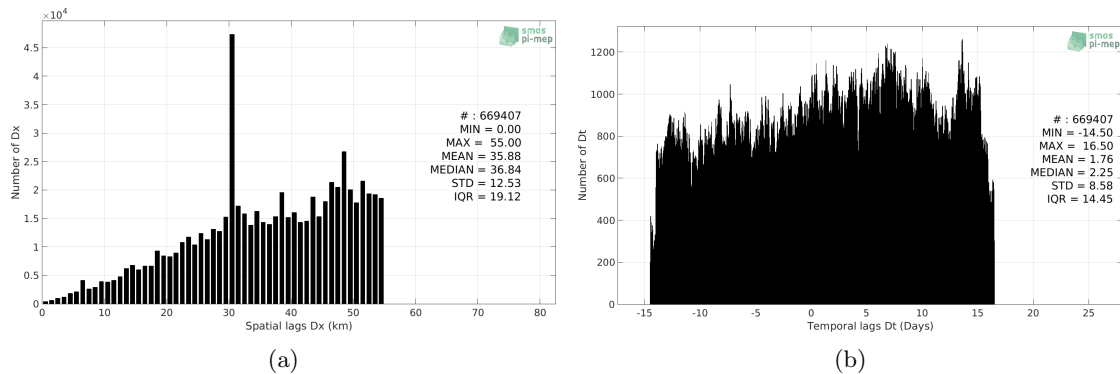 ×10⁴
4.5
4
3.5
3
2.5
2
1.5
1
0.5
0
Number of Dx
0 10 20 30 40 50 60 70 80
Spatial lags Dx (km)
smos
pi-mep
# : 669407
MIN = 0.00
MAX = 55.00
MEAN = 35.88
MEDIAN = 36.84
STD = 12.53
IQR = 19.12
(a)
1200
1000
800
600
400
200
0
Number of Dt
-15 -10 -5 0 5 10 15 20 25
Temporal lags Dt (Days)
smos
pi-mep
# : 669407
MIN = -14.50
MAX = 16.50
MEAN = 1.76
MEDIAN = 2.25
STD = 8.58
IQR = 14.45
(b)